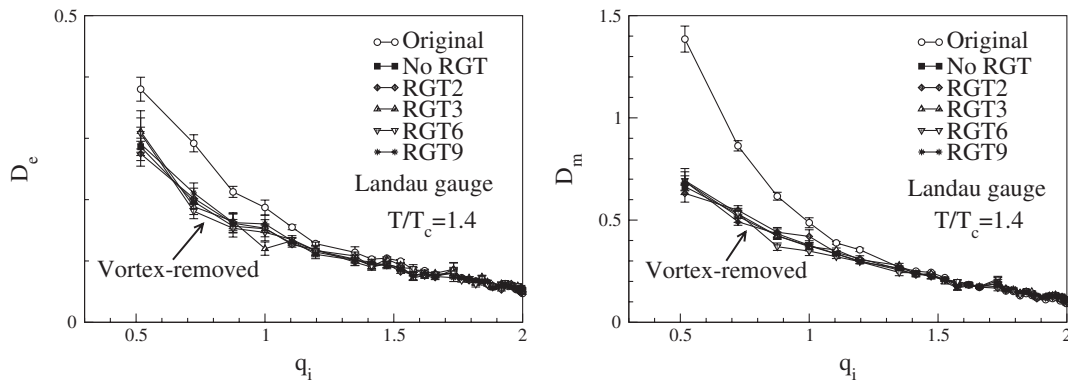 0.5
D_e
0
0.5
1
1.5
2
q_i
Original
No RGT
RGT2
RGT3
RGT6
RGT9
Landau gauge
T/T_c=1.4
Vortex-removed
1.5
1.0
D_m
0.5
0.0
0.5
1
1.5
2
q_i
Original
No RGT
RGT2
RGT3
RGT6
RGT9
Landau gauge
T/T_c=1.4
Vortex-removed